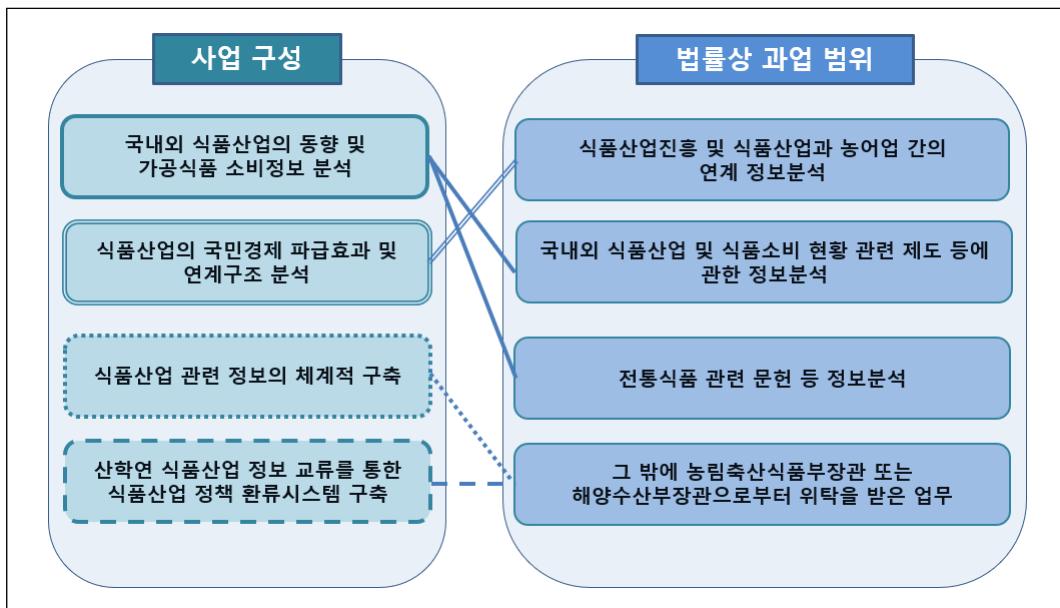 사업 구성
국내외 식품산업의 동향 및
가공식품 소비정보 분석
식품산업의 국민경제 파급효과 및
연계구조 분석
식품산업 관련 정보의 체계적 구축
산학연 식품산업 정보 교류를 통한
식품산업 정책 환류시스템 구축
법률상 과업 범위
식품산업진흥 및 식품산업과 농어업 간의
연계 정보분석
국내외 식품산업 및 식품소비 현황 관련 제도 등에
관한 정보분석
전통식품 관련 문헌 등 정보분석
그 밖에 농림축산식품부장관 또는
해양수산부장관으로부터 위탁을 받은 업무